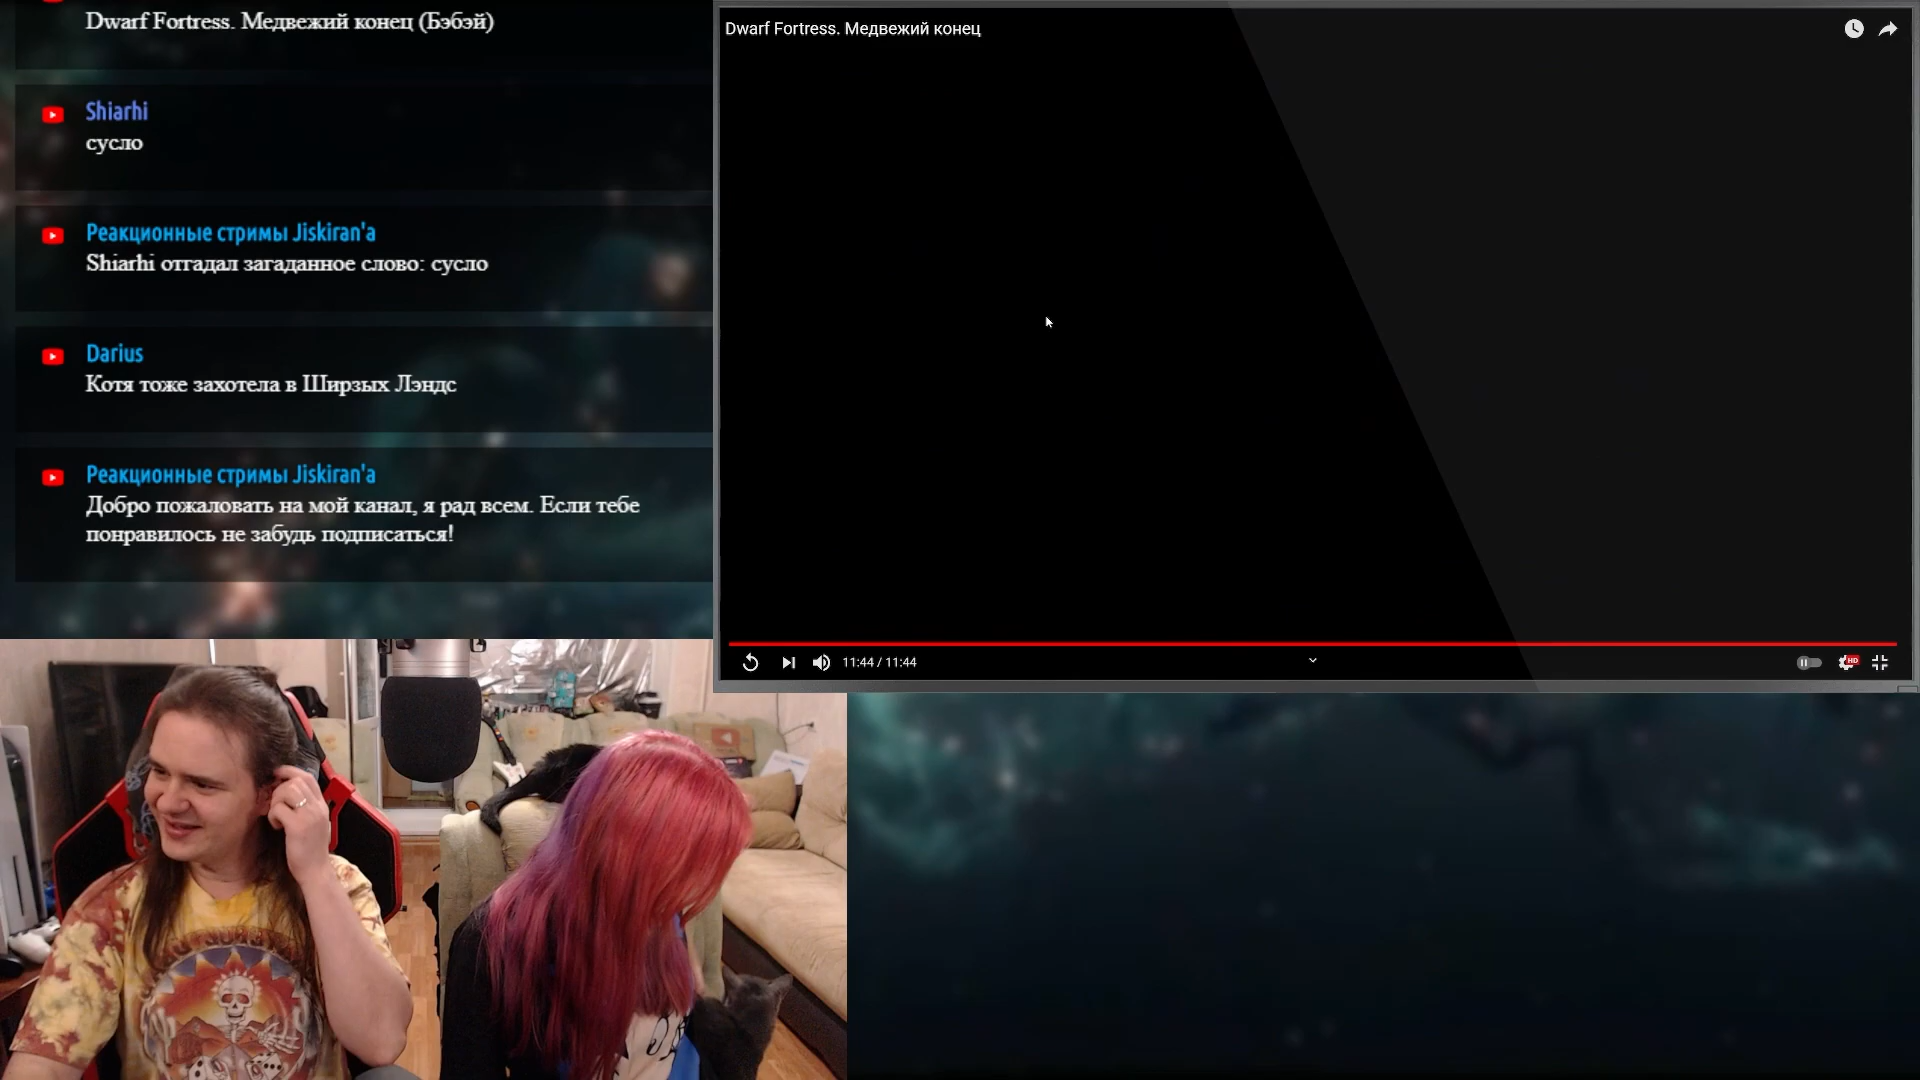 Dwarf Fortress. Медвежий конец (Бэбэй)
Shiarhi
сусло
Реакционные стримы Jiskiran'a
Shiarhi отгадал загаданное слово: сусло
Darius
Котя тоже захотела в Ширзых Лэндс
Реакционные стримы Jiskiran'a
Добро пожаловать на мой канал, я рад всем. Если тебе
понравилось не забудь подписаться!
Dwarf Fortress. Медвежий конец
11:44 / 11:44
HD